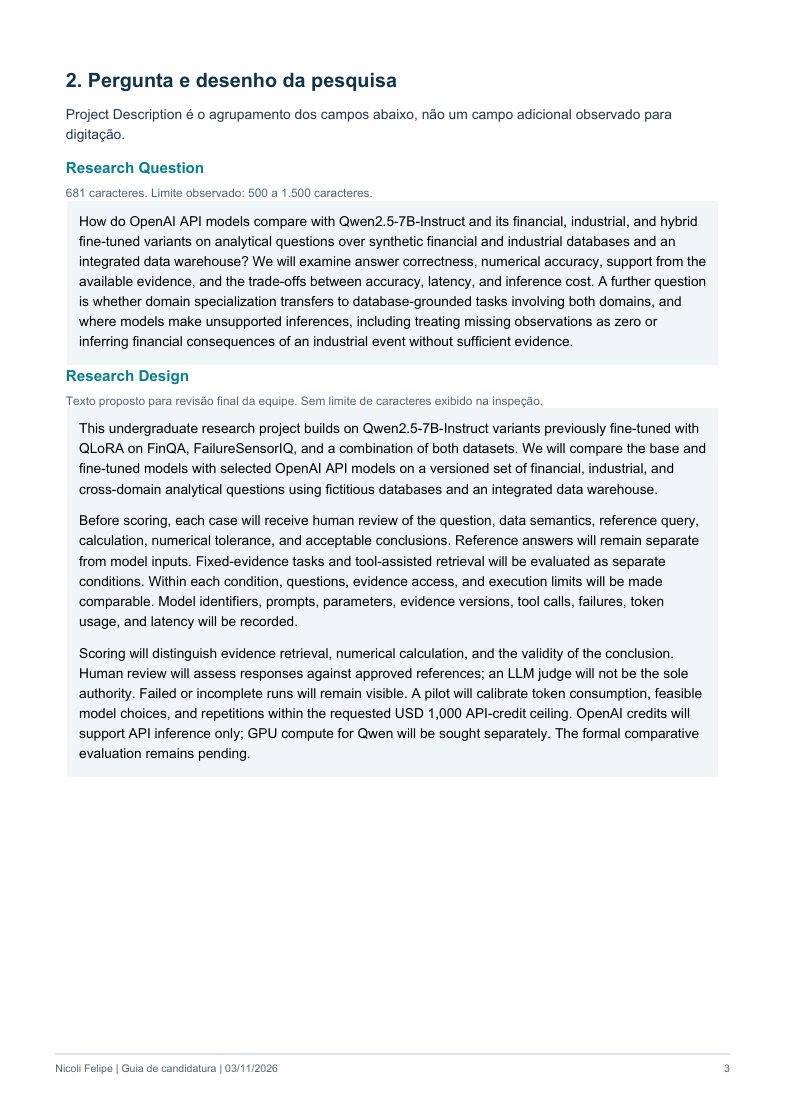 2. Pergunta e desenho da pesquisa
Project Description é o agrupamento dos campos abaixo, não um campo adicional observado para
digitação.
Research Question
681 caracteres. Limite observado: 500 a 1.500 caracteres.
How do OpenAI API models compare with Qwen2.5-7B-Instruct and its financial, industrial, and hybrid
fine-tuned variants on analytical questions over synthetic financial and industrial databases and an
integrated data warehouse? We will examine answer correctness, numerical accuracy, support from the
available evidence, and the trade-offs between accuracy, latency, and inference cost. A further question
is whether domain specialization transfers to database-grounded tasks involving both domains, and
where models make unsupported inferences, including treating missing observations as zero or
inferring financial consequences of an industrial event without sufficient evidence.
Research Design
Texto proposto para revisão final da equipe. Sem limite de caracteres exibido na inspeção.
This undergraduate research project builds on Qwen2.5-7B-Instruct variants previously fine-tuned with
QLoRA on FinQA, FailureSensorIQ, and a combination of both datasets. We will compare the base and
fine-tuned models with selected OpenAI API models on a versioned set of financial, industrial, and
cross-domain analytical questions using fictitious databases and an integrated data warehouse.
Before scoring, each case will receive human review of the question, data semantics, reference query,
calculation, numerical tolerance, and acceptable conclusions. Reference answers will remain separate
from model inputs. Fixed-evidence tasks and tool-assisted retrieval will be evaluated as separate
conditions. Within each condition, questions, evidence access, and execution limits will be made
comparable. Model identifiers, prompts, parameters, evidence versions, tool calls, failures, token
usage, and latency will be recorded.
Scoring will distinguish evidence retrieval, numerical calculation, and the validity of the conclusion.
Human review will assess responses against approved references; an LLM judge will not be the sole
authority. Failed or incomplete runs will remain visible. A pilot will calibrate token consumption, feasible
model choices, and repetitions within the requested USD 1,000 API-credit ceiling. OpenAI credits will
support API inference only; GPU compute for Qwen will be sought separately. The formal comparative
evaluation remains pending.
Nicoli Felipe | Guia de candidatura | 03/11/2026
3